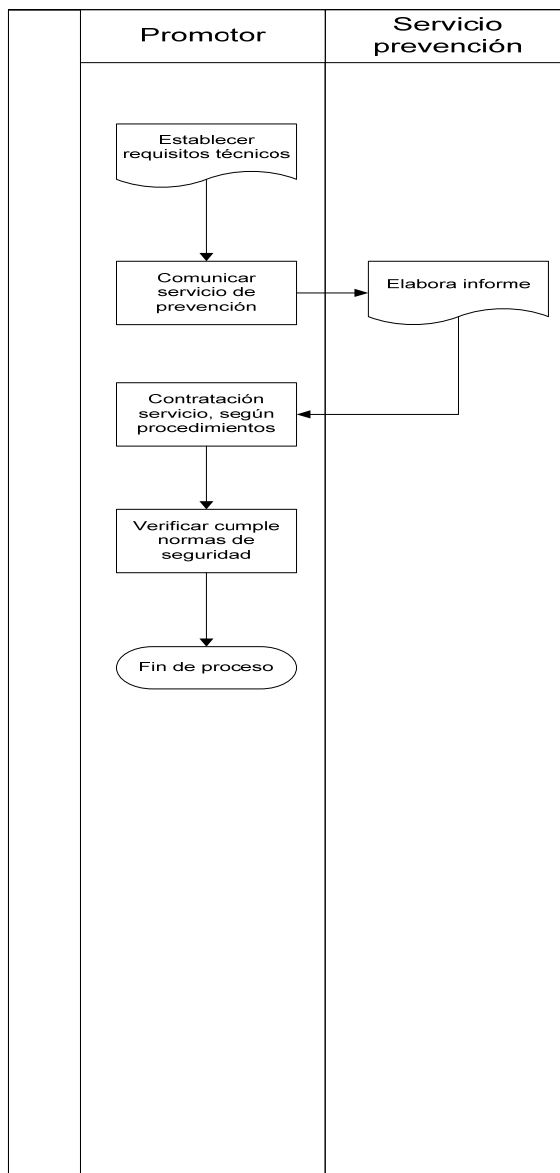 Promotor
Servicio
prevención
Establecer
requisitos técnicos
Comunicar
servicio de
prevención
Elabora informe
Contratación
servicio, según
procedimientos
Verificar cumple
normas de
seguridad
Fin de proceso